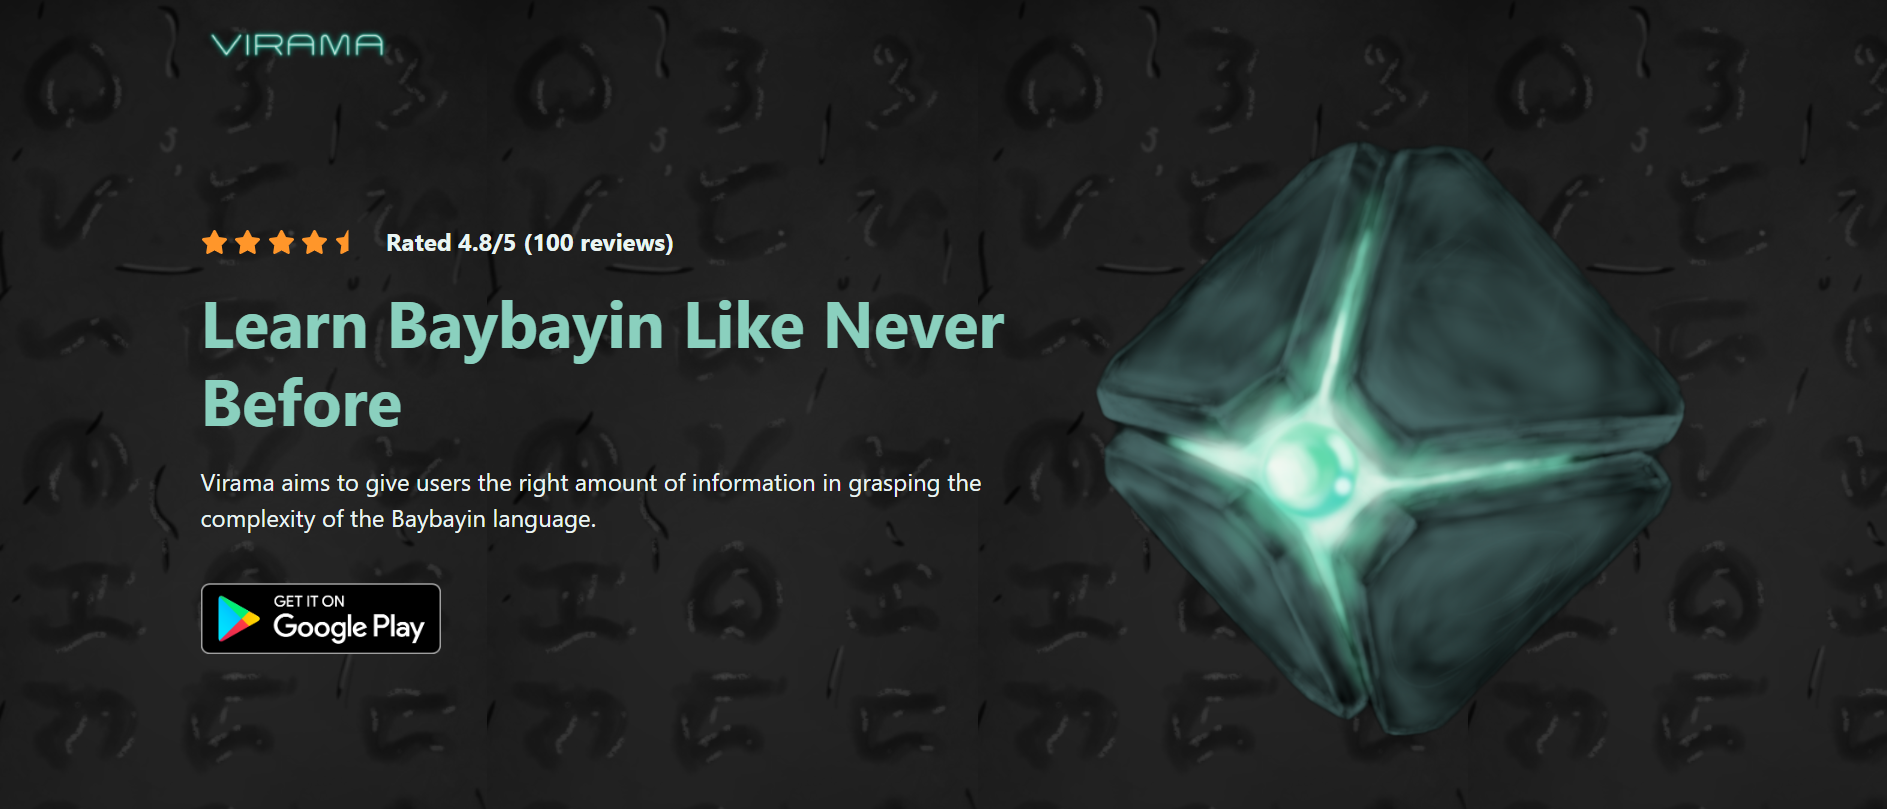 VIRAMA
Rated 4.8/5 (100 reviews)
Learn Baybayin Like Never
Before
Virama aims to give users the right amount of information in grasping the
complexity of the Baybayin language.
GET IT ON
Google Play